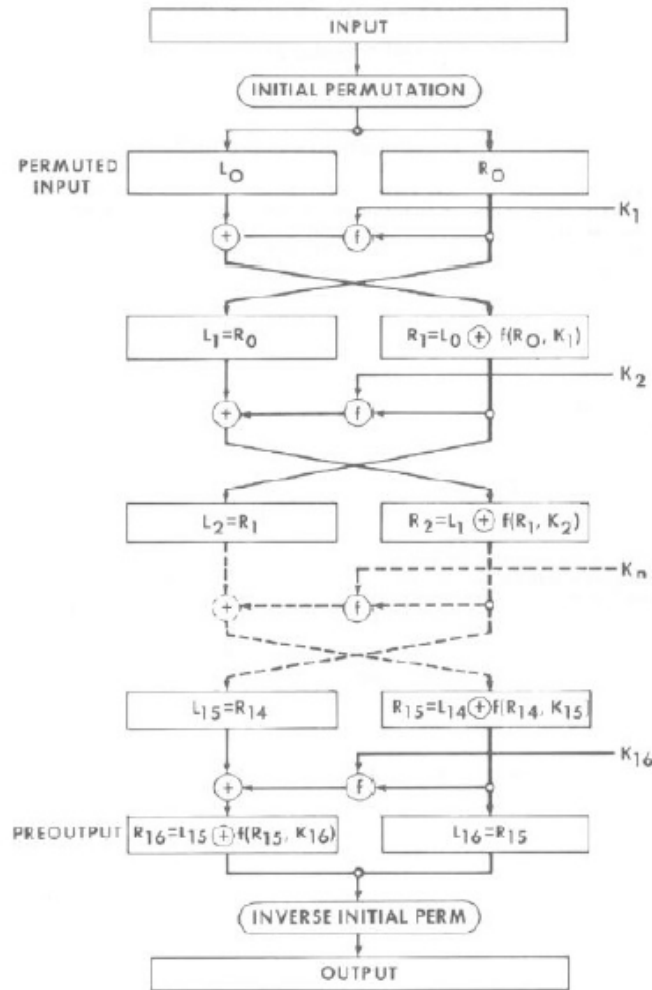 INPUT
INITIAL PERMUTATION
PERMUTED INPUT
L₀
R₀
K₁
+
f
L₁=R₀
R₁=L₀ ⊕ f(R₀, K₁)
K₂
+
f
L₂=R₁
R₂=L₁ ⊕ f(R₁, K₂)
Kₙ
+
f
L₁₅=R₁₄
R₁₅=L₁₄⊕f(R₁₄, K₁₅)
K₁₆
+
f
PREOUTPUT
R₁₆=L₁₅ ⊕ f(R₁₅, K₁₆)
L₁₆=R₁₅
INVERSE INITIAL PERM
OUTPUT